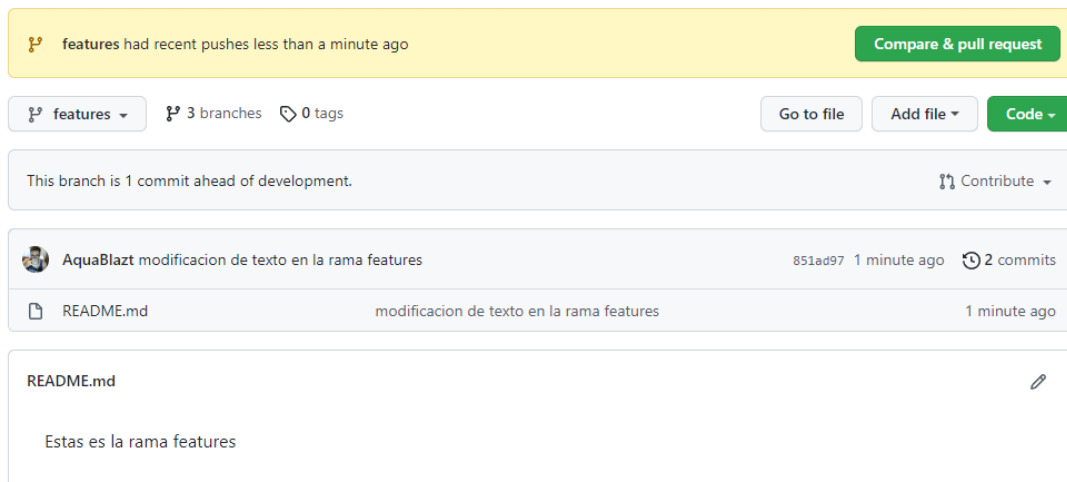 features had recent pushes less than a minute ago Compare & pull request
features 3 branches 0 tags Go to file Add file Code
This branch is 1 commit ahead of development. Contribute
AquaBlazt modificacion de texto en la rama features 851ad97 1 minute ago 2 commits
README.md modificacion de texto en la rama features 1 minute ago
README.md
Estas es la rama features